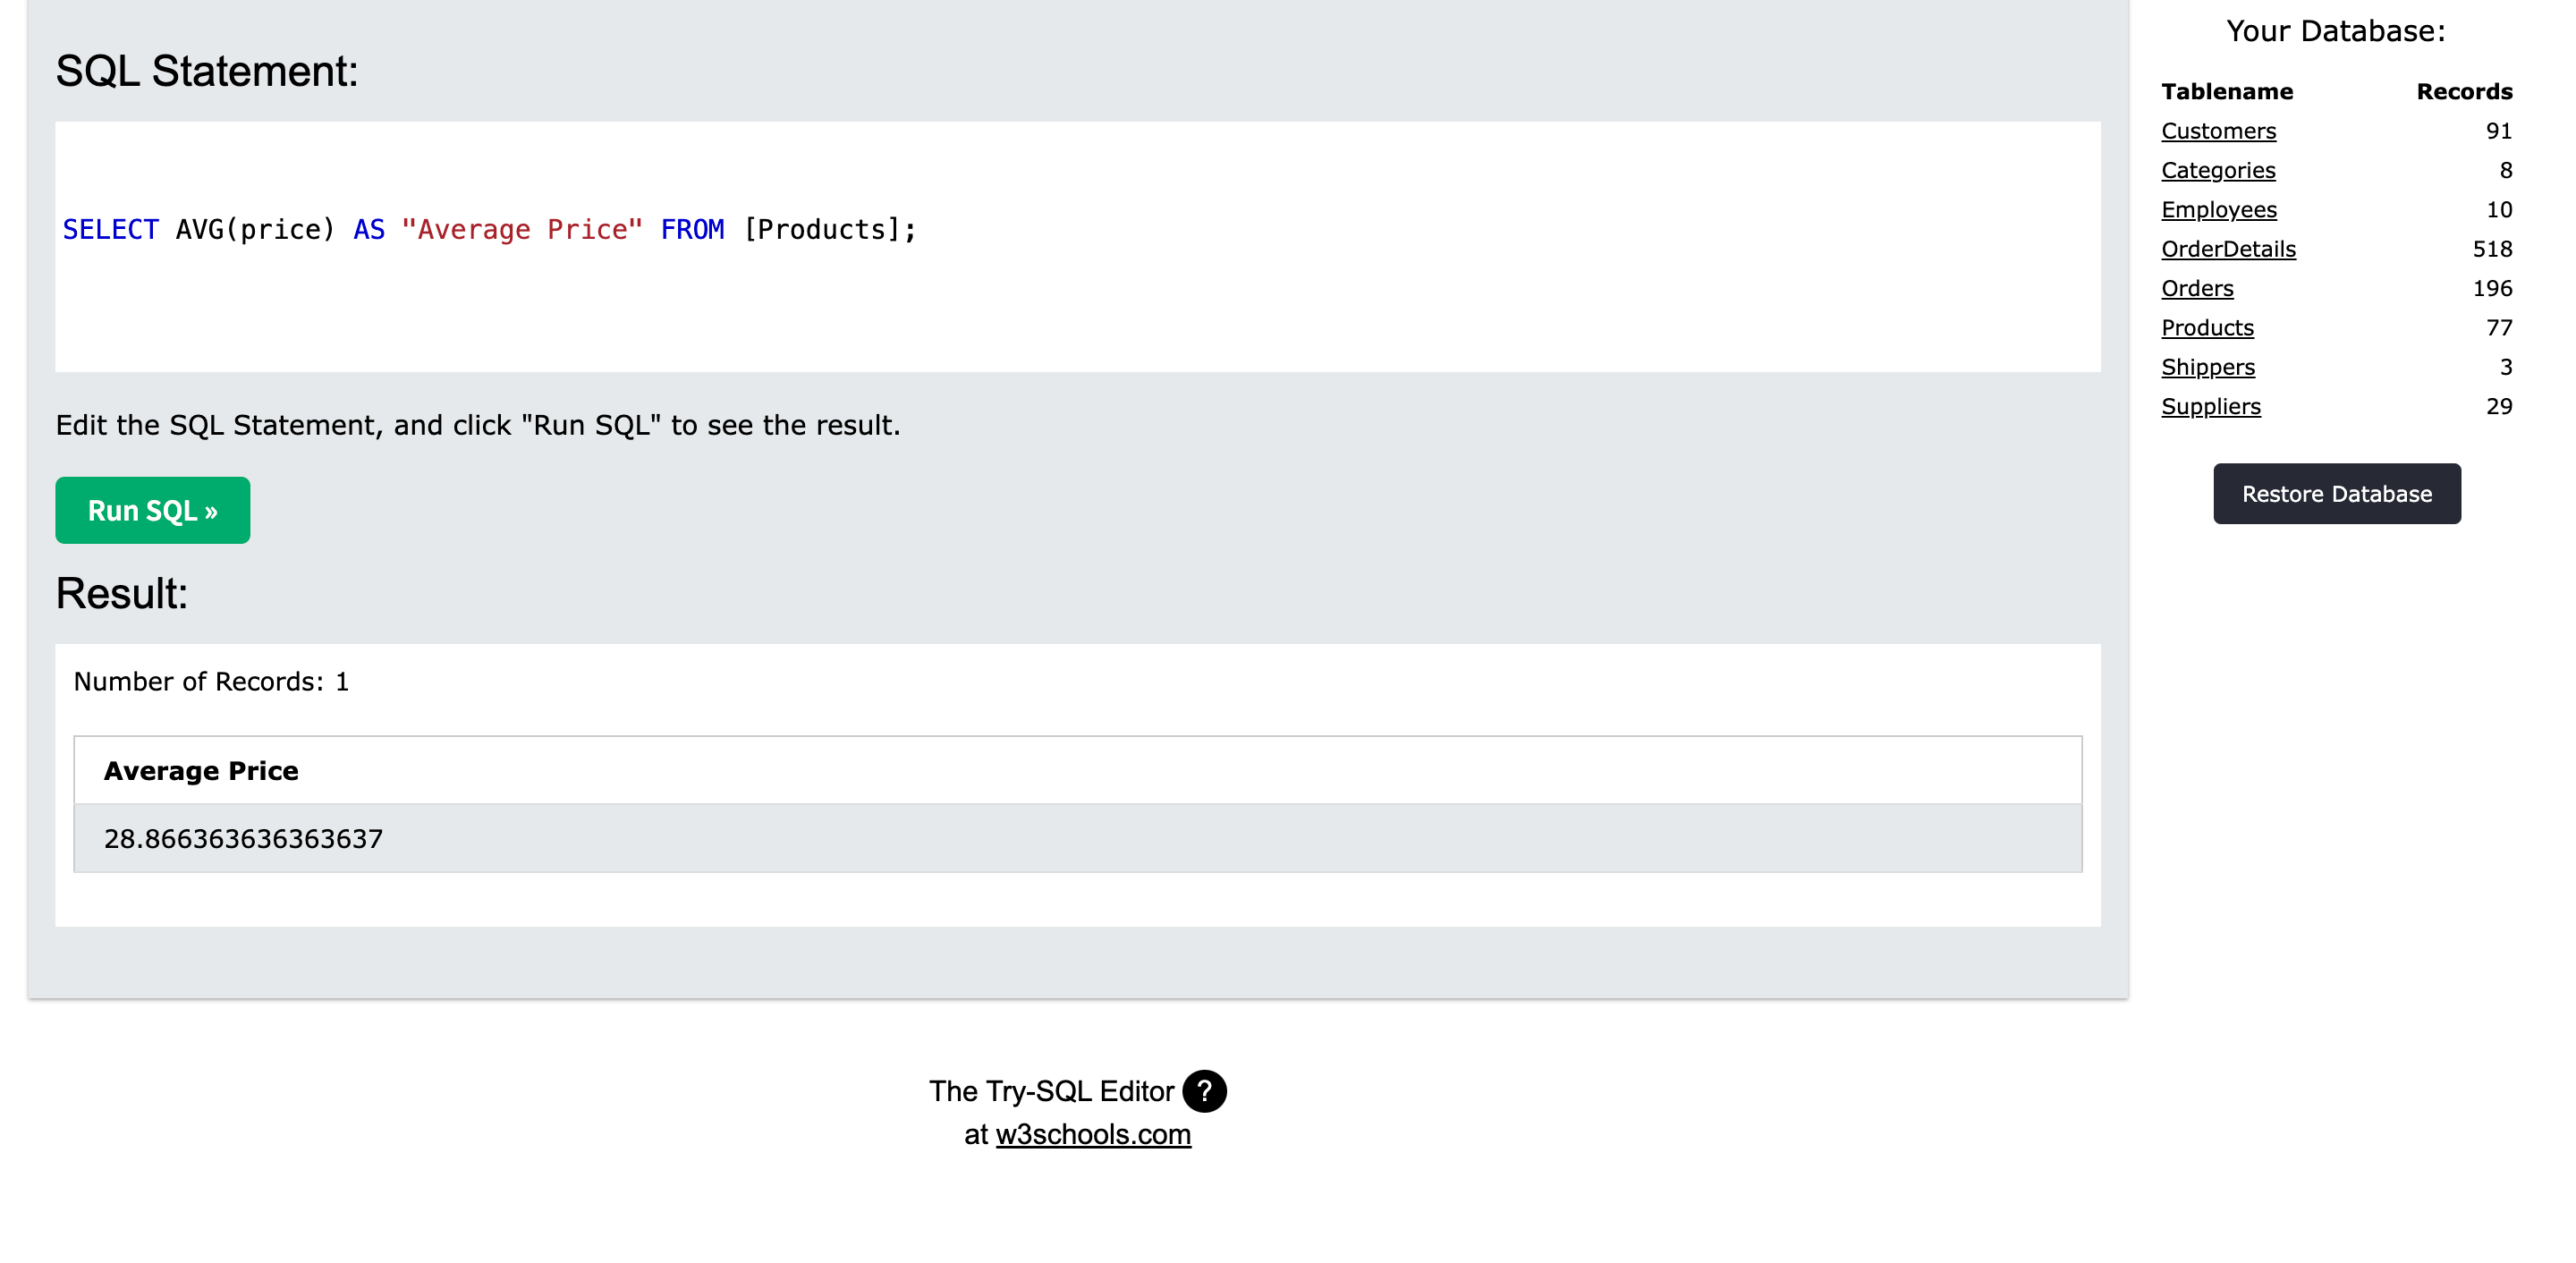 SQL Statement:
SELECT AVG(price) AS "Average Price" FROM [Products];
Edit the SQL Statement, and click "Run SQL" to see the result.
Run SQL »
Result:
Number of Records: 1
Average Price
28.866363636363637
The Try-SQL Editor ?
at w3schools.com
Your Database:
Tablename Records
Customers 91
Categories 8
Employees 10
OrderDetails 518
Orders 196
Products 77
Shippers 3
Suppliers 29
Restore Database